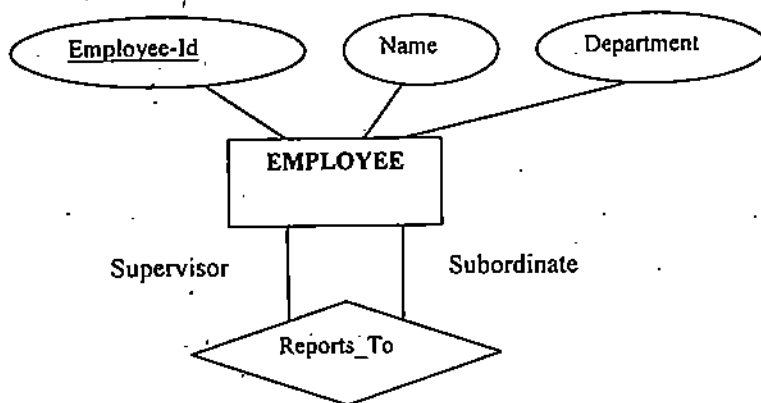 Employee-Id
Name
Department
EMPLOYEE
Supervisor
Subordinate
Reports_To